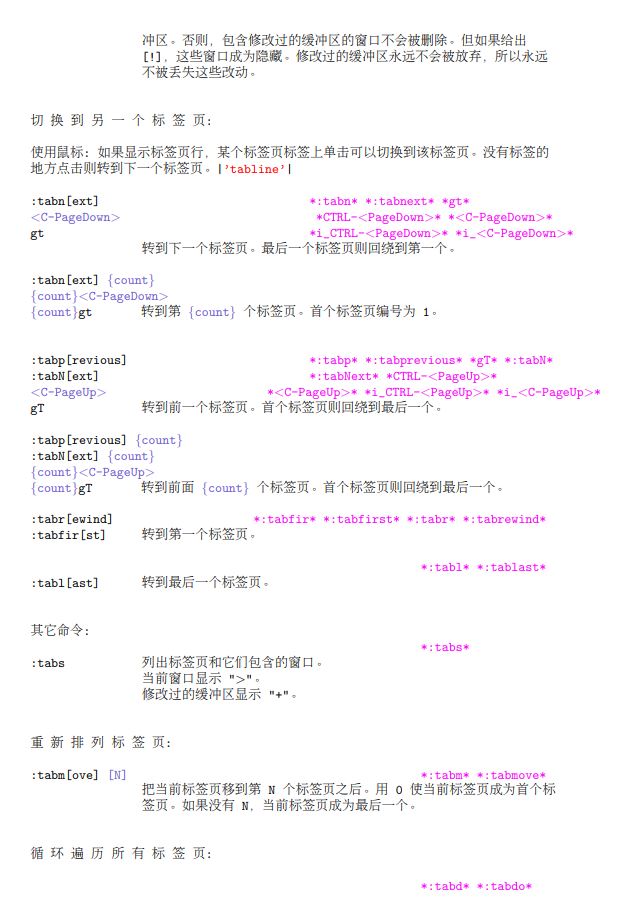 冲区。否则，包含修改过的缓冲区的窗口不会被删除。但如果给出
[!]，这些窗口成为隐藏。修改过的缓冲区永远不会被放弃，所以永远
不被丢失这些改动。
切 换 到 另 一 个 标 签 页:
使用鼠标: 如果显示标签页行，某个标签页标签上单击可以切换到该标签页。没有标签的
地方点击则转到下一个标签页。|'tabline'|
:tabn[ext] *:tabn* *:tabnext* *gt*
<C-PageDown> *CTRL-<PageDown>* *<C-PageDown>*
gt *i_CTRL-<PageDown>* *i_<C-PageDown>*
转到下一个标签页。最后一个标签页则回绕到第一个。
:tabn[ext] {count}
{count}<C-PageDown>
{count}gt 转到第 {count} 个标签页。首个标签页编号为 1。
:tabp[revious] *:tabp* *:tabprevious* *gT* *:tabN*
:tabN[ext] *:tabNext* *CTRL-<PageUp>*
<C-PageUp> *<C-PageUp>* *i_CTRL-<PageUp>* *i_<C-PageUp>*
gT 转到前一个标签页。首个标签页则回绕到最后一个。
:tabp[revious] {count}
:tabN[ext] {count}
{count}<C-PageUp>
{count}gT 转到前面 {count} 个标签页。首个标签页则回绕到最后一个。
:tabr[ewind] *:tabfir* *:tabfirst* *:tabr* *:tabrewind*
:tabfir[st] 转到第一个标签页。
*:tabl* *:tablast*
:tabl[ast] 转到最后一个标签页。
其它命令:
*:tabs*
:tabs 列出标签页和它们包含的窗口。
当前窗口显示 ">"。
修改过的缓冲区显示 "+"。
重 新 排 列 标 签 页:
:tabm[ove] [N] *:tabm* *:tabmove*
把当前标签页移到第 N 个标签页之后。用 0 使当前标签页成为首个标
签页。如果没有 N，当前标签页成为最后一个。
循 环 遍 历 所 有 标 签 页:
*:tabd* *:tabdo*